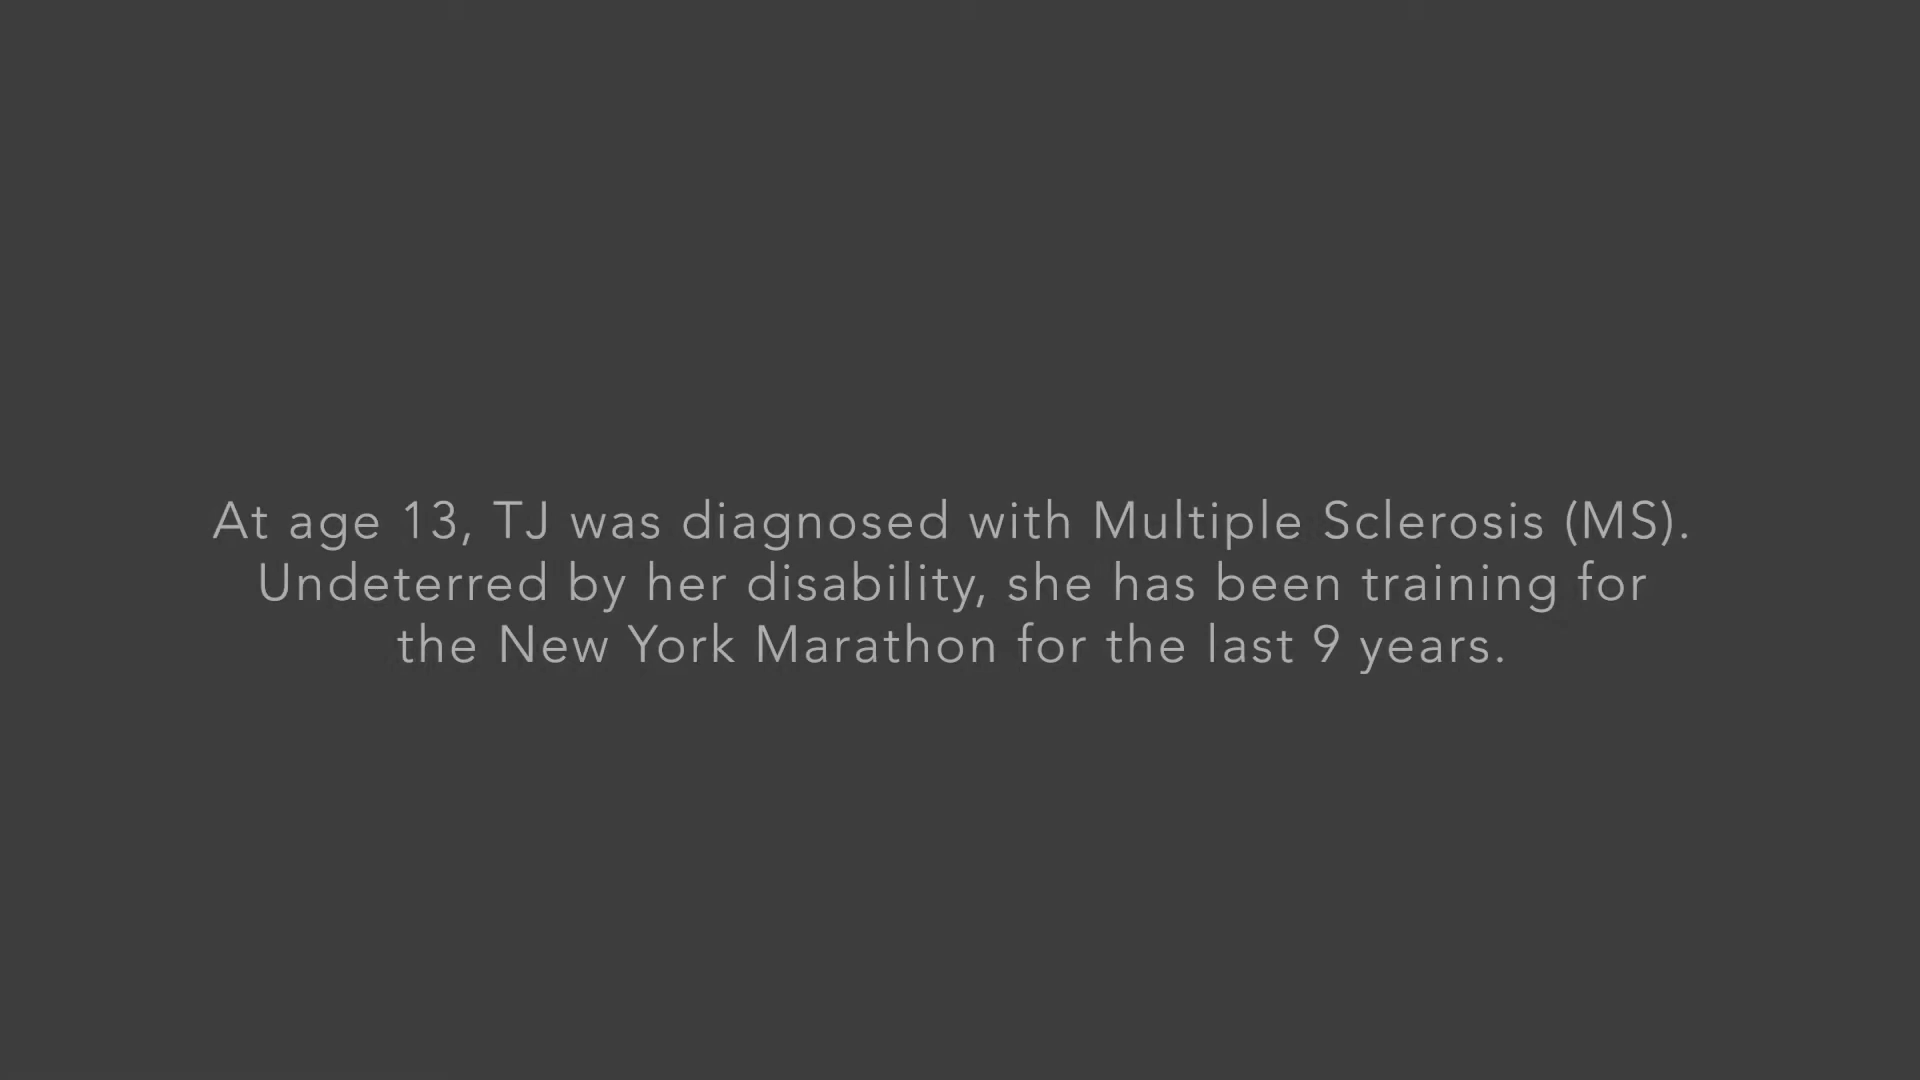 At age 13, TJ was diagnosed with Multiple Sclerosis (MS).
Undeterred by her disability, she has been training for
the New York Marathon for the last 9 years.